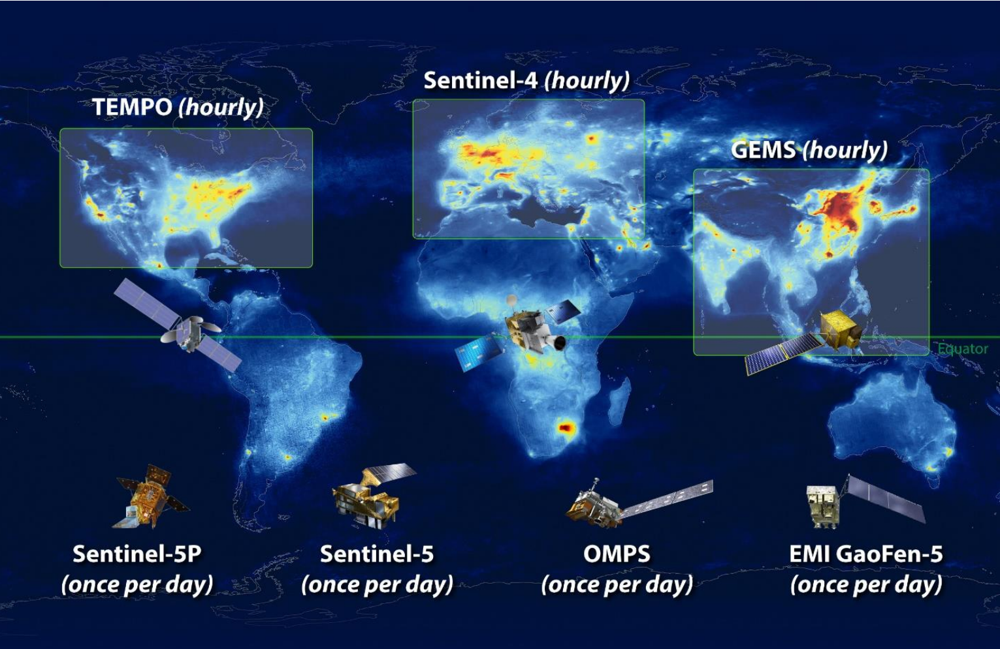 Sentinel-4 (hourly)
TEMPO (hourly)
GEMS (hourly)
Equator
Sentinel-5P
(once per day)
Sentinel-5
(once per day)
OMPS
(once per day)
EMI GaoFen-5
(once per day)